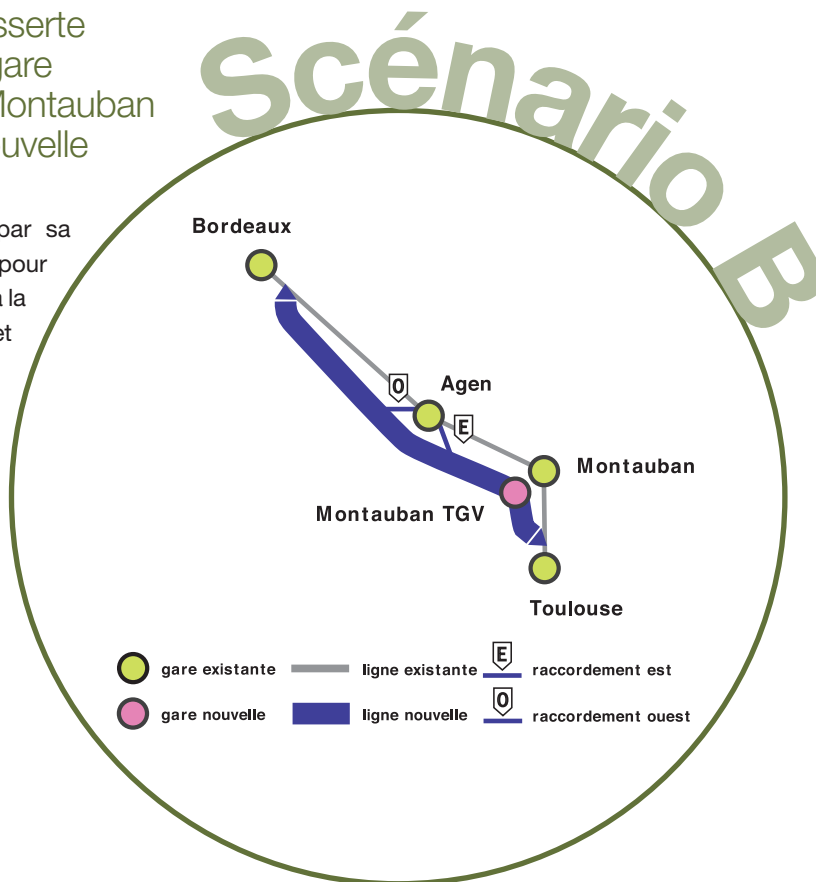 sserte
gare
Montauban
uvelle
Scénario B
par sa
pour
à la
et
Bordeaux
O
Agen
E
Montauban
Montauban TGV
Toulouse
gare existante ligne existante E raccordement est
gare nouvelle ligne nouvelle O raccordement ouest